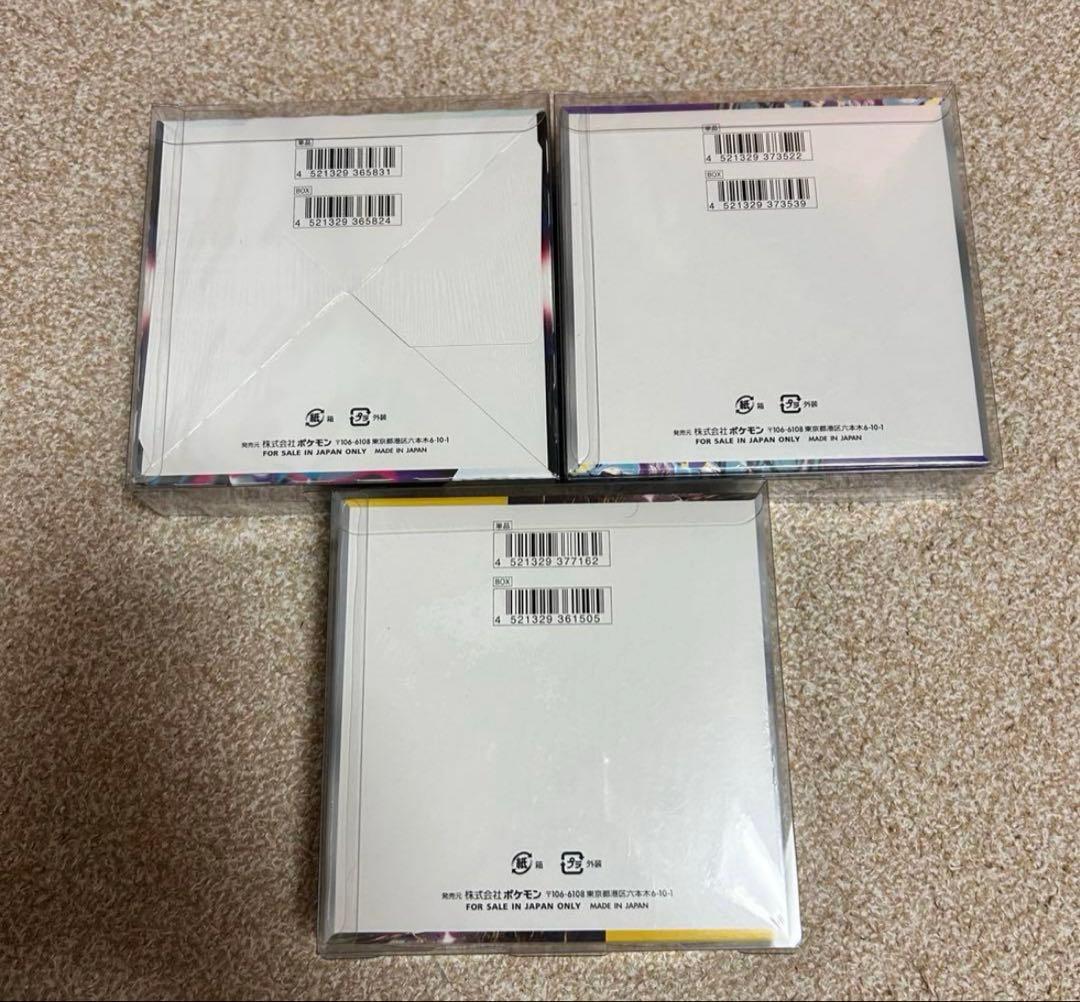 単品
4 521329 365831
BOX
4 521329 365824
紙 箱 プラ 外装
発売元 株式会社ポケモン 〒106-6108 東京都港区六本木6-10-1
FOR SALE IN JAPAN ONLY MADE IN JAPAN
単品
4 521329 373522
BOX
4 521329 373539
紙 箱 プラ 外装
発売元 株式会社ポケモン 〒106-6108 東京都港区六本木6-10-1
FOR SALE IN JAPAN ONLY MADE IN JAPAN
単品
4 521329 377162
BOX
4 521329 361505
紙 箱 プラ 外装
発売元 株式会社ポケモン 〒106-6108 東京都港区六本木6-10-1
FOR SALE IN JAPAN ONLY MADE IN JAPAN